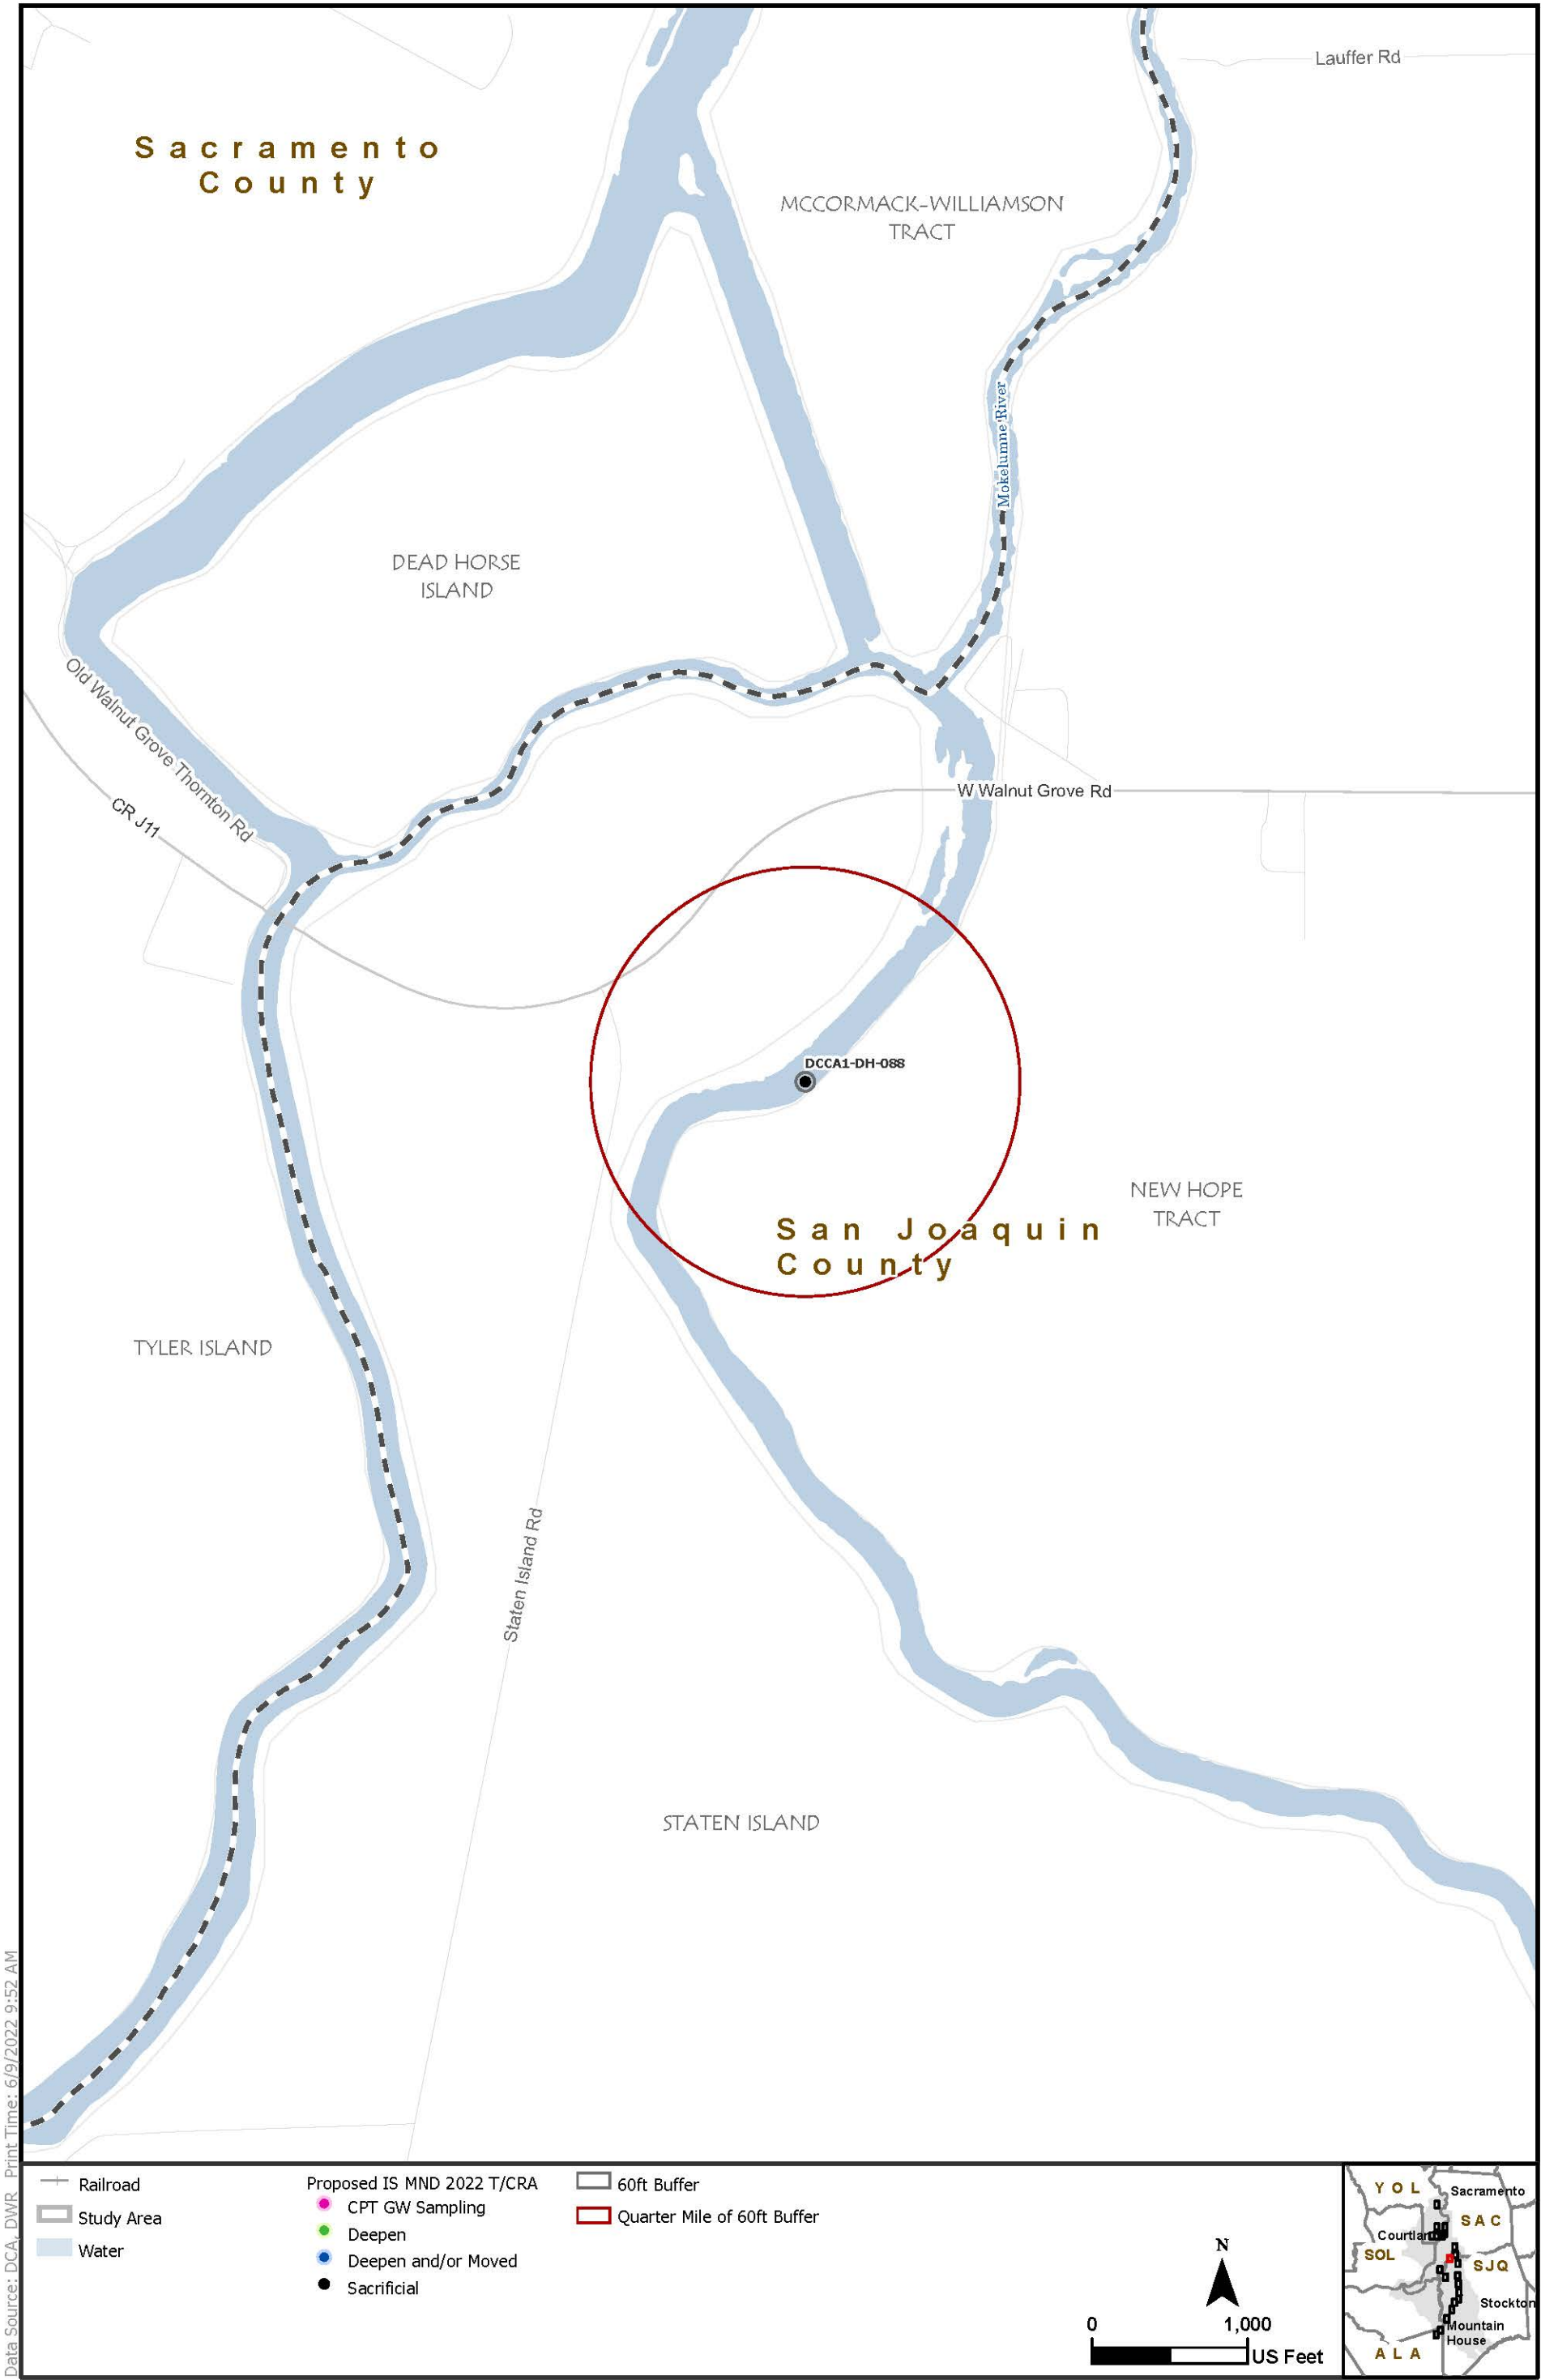 Lauffer Rd
Sacramento
County
MCCORMACK-WILLIAMSON
TRACT
Mokelumne River
DEAD HORSE
ISLAND
Old Walnut Grove Thornton Rd
CR J11
W Walnut Grove Rd
DCCA1-DH-088
NEW HOPE
TRACT
San Joaquin
County
TYLER ISLAND
Staten Island Rd
STATEN ISLAND
Data Source: DCA, DWR Print Time: 6/9/2022 9:52 AM
Railroad
Study Area
Water
Proposed IS MND 2022 T/CRA
CPT GW Sampling
Deepen
Deepen and/or Moved
Sacrificial
60ft Buffer
Quarter Mile of 60ft Buffer
N
0 1,000
US Feet
YOL
Sacramento
SAC
Courtland
SOL
SJQ
Stockton
Mountain
House
ALA